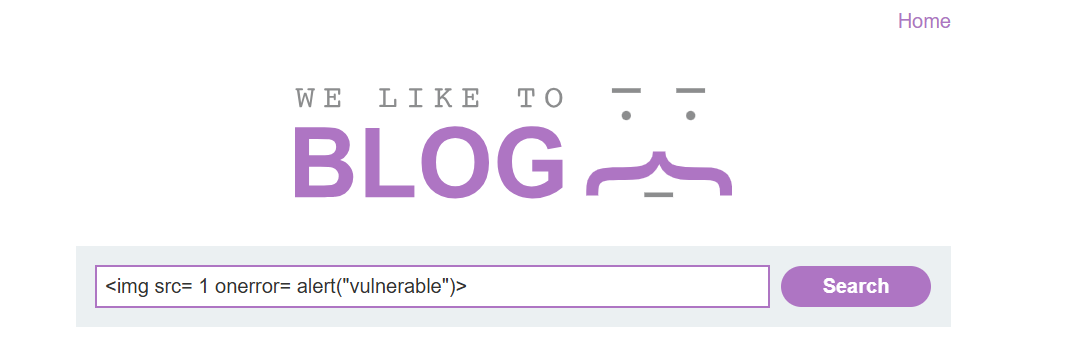 Home
WE LIKE TO
BLOG
<img src= 1 onerror= alert("vulnerable")>
Search